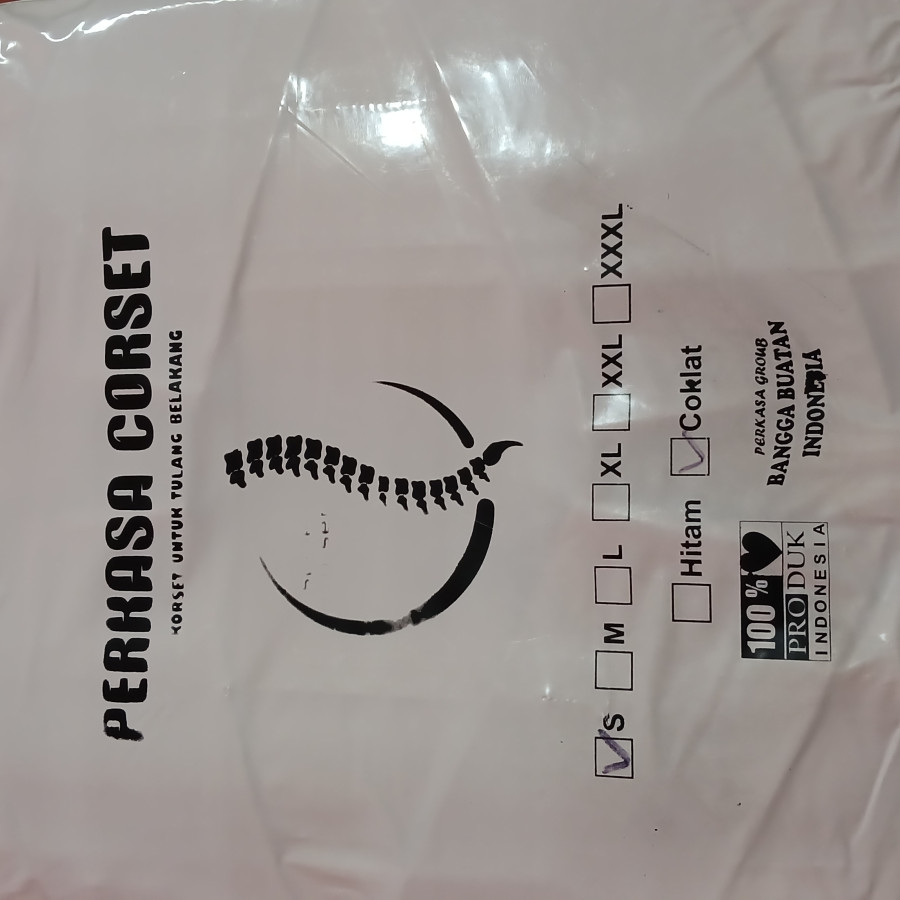 PERKASA CORSET
KORSET UNTUK TULANG BELAKANG
S M L XL XXL XXXL
Hitam Coklat
100%
PRODUK
INDONESIA
PERKASA GROUB
BANGGA BUATAN
INDONESIA